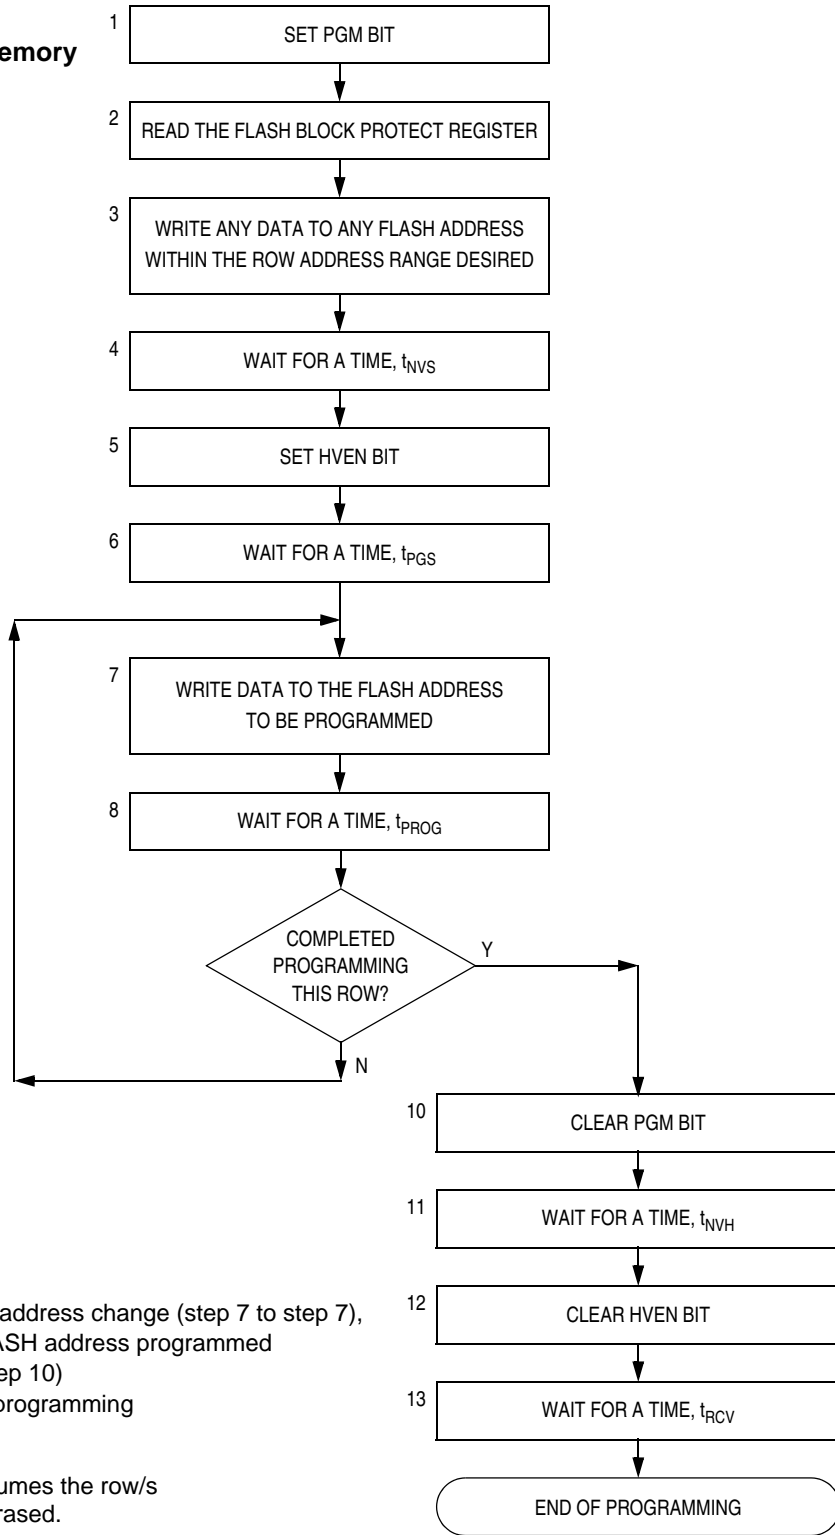 1
SET PGM BIT
emory
2
READ THE FLASH BLOCK PROTECT REGISTER
3
WRITE ANY DATA TO ANY FLASH ADDRESS
WITHIN THE ROW ADDRESS RANGE DESIRED
4
WAIT FOR A TIME, tNVS
5
SET HVEN BIT
6
WAIT FOR A TIME, tPGS
7
WRITE DATA TO THE FLASH ADDRESS
TO BE PROGRAMMED
8
WAIT FOR A TIME, tPROG
COMPLETED
PROGRAMMING
THIS ROW?
Y
N
10
CLEAR PGM BIT
11
WAIT FOR A TIME, tNVH
12
CLEAR HVEN BIT
13
WAIT FOR A TIME, tRCV
END OF PROGRAMMING
address change (step 7 to step 7),
ASH address programmed
ep 10)
programming
umes the row/s
rased.